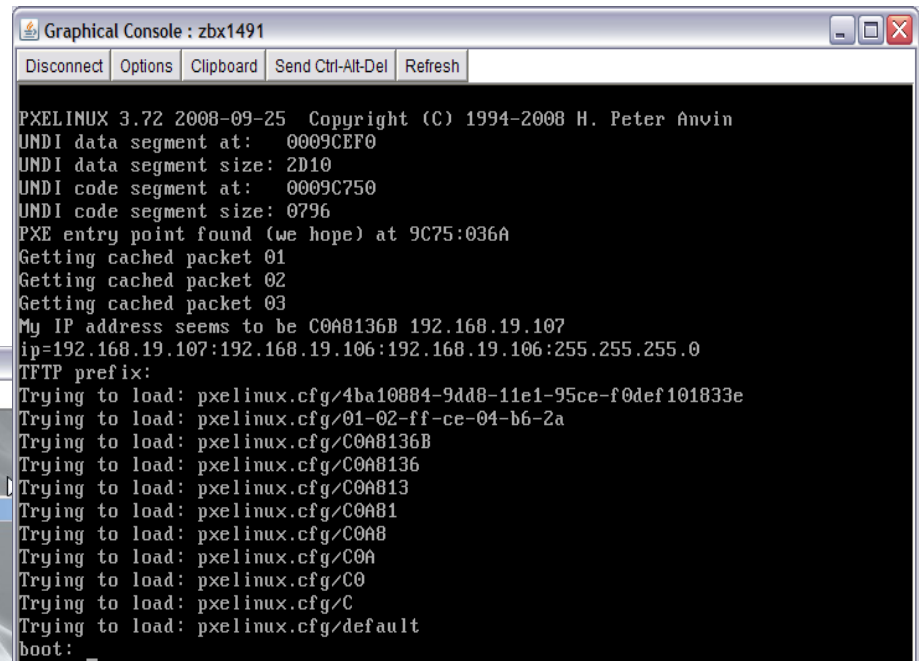 Graphical Console : zbx1491
Disconnect Options Clipboard Send Ctrl-Alt-Del Refresh
PXELINUX 3.72 2008-09-25  Copyright (C) 1994-2008 H. Peter Anvin
UNDI data segment at:   0009CEF0
UNDI data segment size: 2D10
UNDI code segment at:   0009C750
UNDI code segment size: 0796
PXE entry point found (we hope) at 9C75:036A
Getting cached packet 01
Getting cached packet 02
Getting cached packet 03
My IP address seems to be C0A8136B 192.168.19.107
ip=192.168.19.107:192.168.19.106:192.168.19.106:255.255.255.0
TFTP prefix:
Trying to load: pxelinux.cfg/4ba10884-9dd8-11e1-95ce-f0def101833e
Trying to load: pxelinux.cfg/01-02-ff-ce-04-b6-2a
Trying to load: pxelinux.cfg/C0A8136B
Trying to load: pxelinux.cfg/C0A8136
Trying to load: pxelinux.cfg/C0A813
Trying to load: pxelinux.cfg/C0A81
Trying to load: pxelinux.cfg/C0A8
Trying to load: pxelinux.cfg/C0A
Trying to load: pxelinux.cfg/C0
Trying to load: pxelinux.cfg/C
Trying to load: pxelinux.cfg/default
boot: _